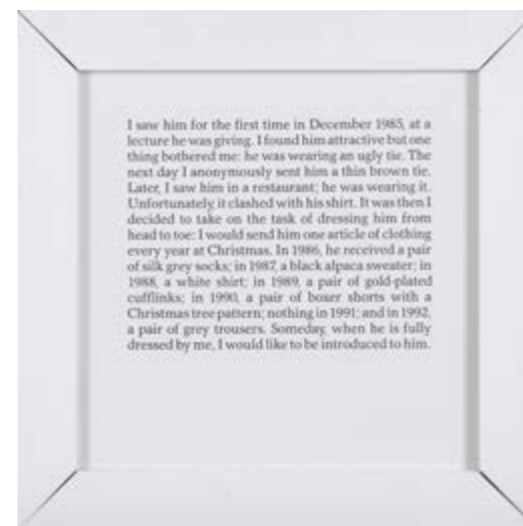 I saw him for the first time in December 1985, at a
lecture he was giving. I found him attractive but one
thing bothered me: he was wearing an ugly tie. The
next day I anonymously sent him a thin brown tie.
Later, I saw him in a restaurant; he was wearing it.
Unfortunately, it clashed with his shirt. It was then I
decided to take on the task of dressing him from
head to toe: I would send him one article of clothing
every year at Christmas. In 1986, he received a pair
of silk grey socks; in 1987, a black alpaca sweater; in
1988, a white shirt; in 1989, a pair of gold-plated
cufflinks; in 1990, a pair of boxer shorts with a
Christmas tree pattern; nothing in 1991; and in 1992,
a pair of grey trousers. Someday, when he is fully
dressed by me, I would like to be introduced to him.